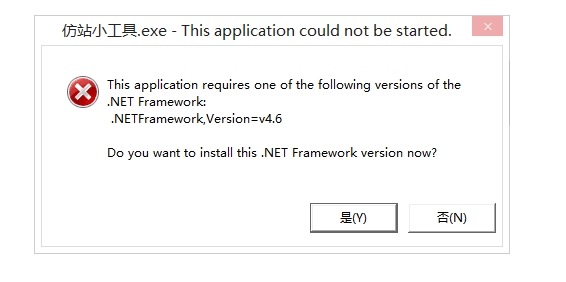 仿站小工具.exe - This application could not be started.
This application requires one of the following versions of the
.NET Framework:
.NETFramework,Version=v4.6
Do you want to install this .NET Framework version now?
是(Y) 否(N)